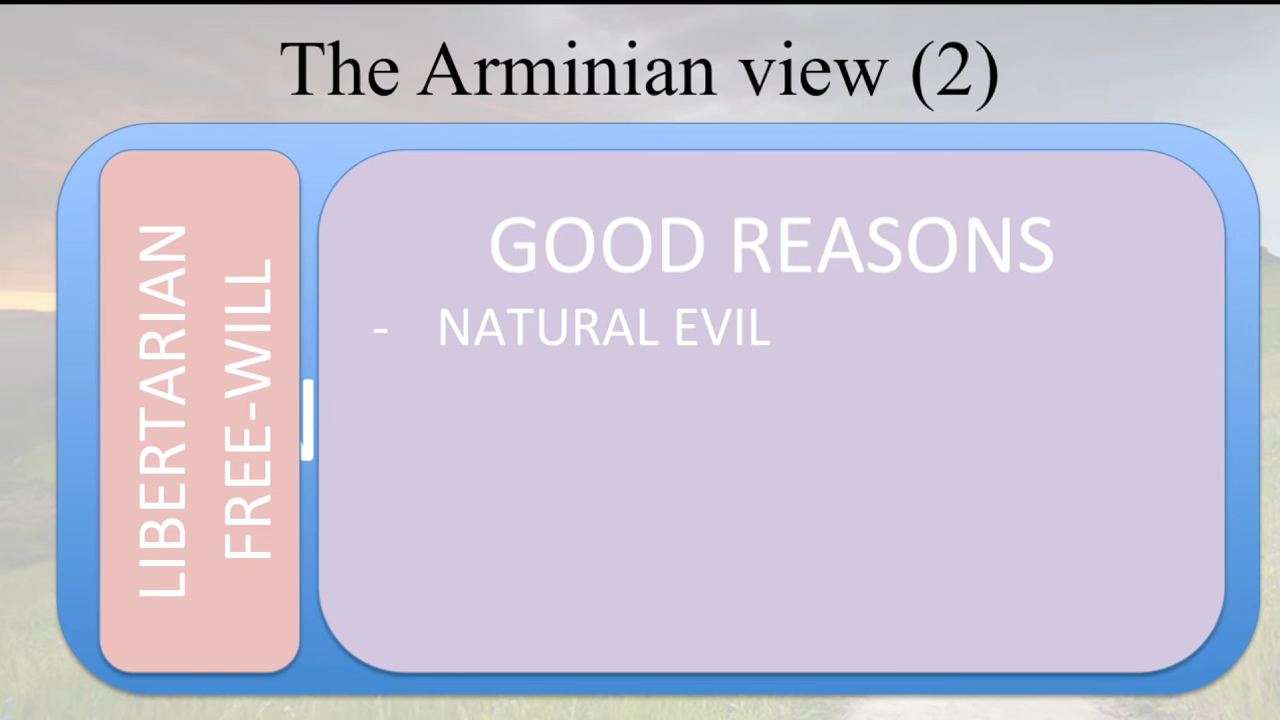 The Arminian view (2)
LIBERTARIAN
FREE-WILL
GOOD REASONS
- NATURAL EVIL